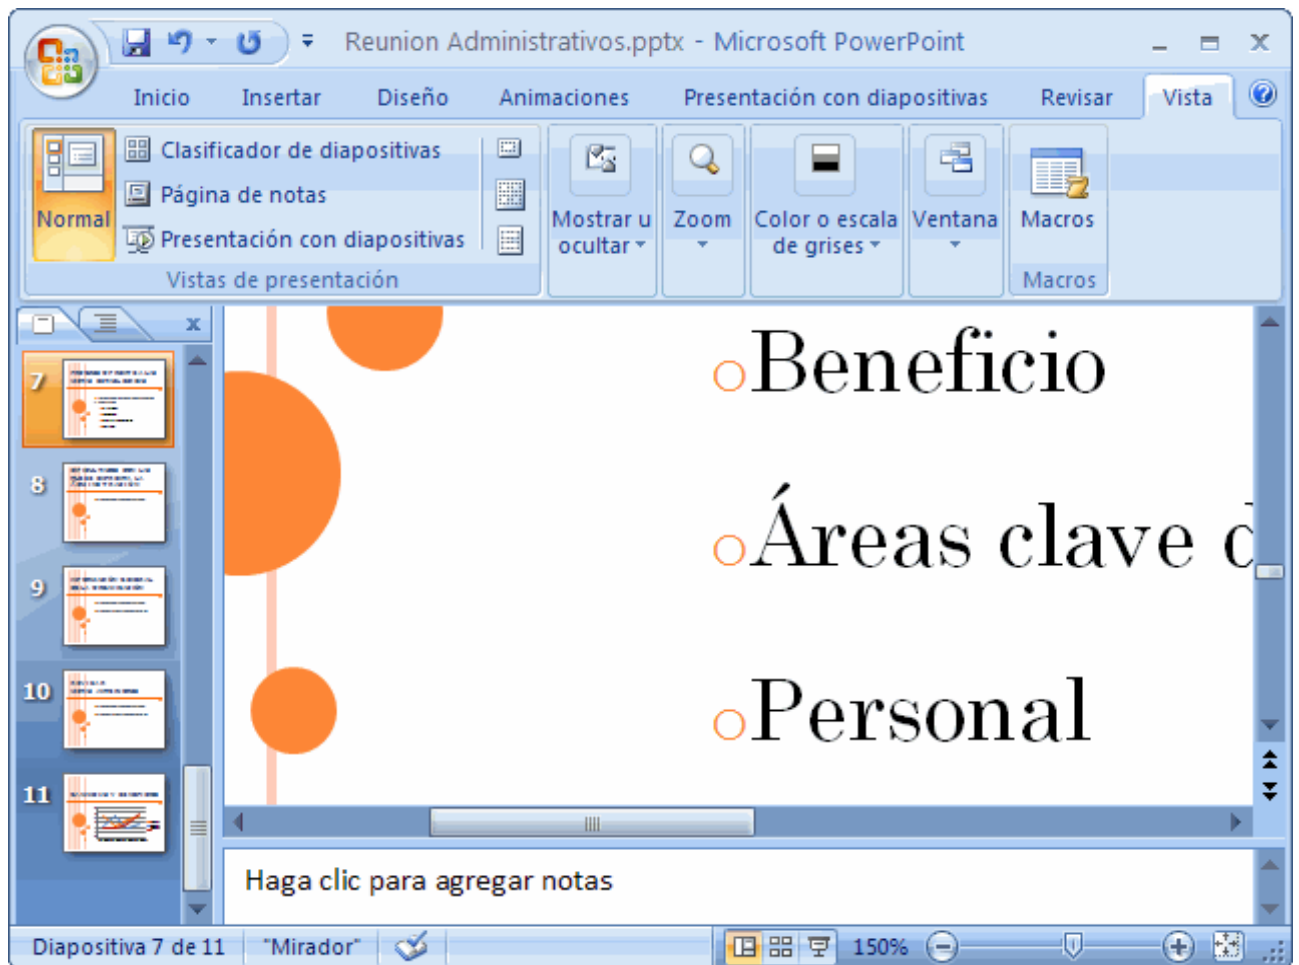 Reunion Administrativos.pptx - Microsoft PowerPoint
Inicio Insertar Diseño Animaciones Presentación con diapositivas Revisar Vista
Normal
Clasificador de diapositivas
Página de notas
Presentación con diapositivas
Vistas de presentación
Mostrar u
ocultar
Zoom
Color o escala
de grises
Ventana
Macros
Macros
7
8
9
10
11
Beneficio
Áreas clave d
Personal
Haga clic para agregar notas
Diapositiva 7 de 11 "Mirador" 150%